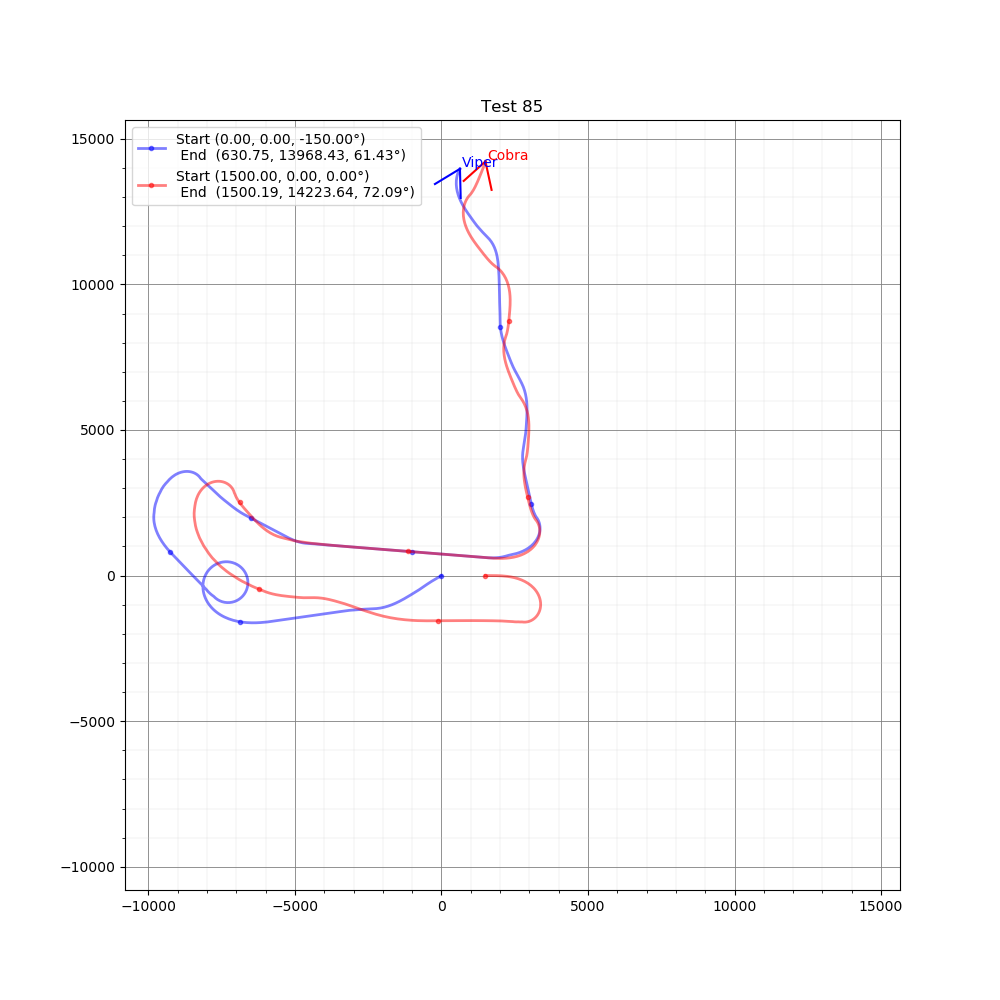 Test 85
Start (0.00, 0.00, -150.00°)
End  (630.75, 13968.43, 61.43°)
Start (1500.00, 0.00, 0.00°)
End  (1500.19, 14223.64, 72.09°)
Viper
Cobra
15000
10000
5000
0
−5000
−10000
−10000
−5000
0
5000
10000
15000